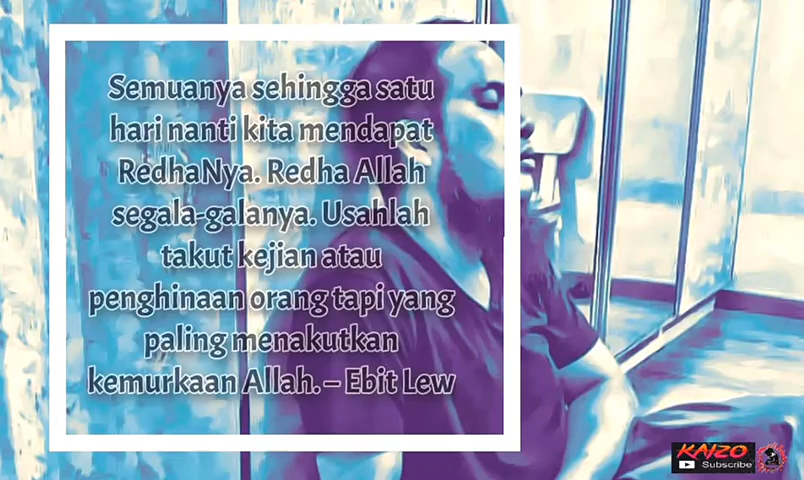 Semuanya sehingga satu
hari nanti kita mendapat
RedhaNya. Redha Allah
segala-galanya. Usahlah
takut kejian atau
penghinaan orang tapi yang
paling menakutkan
kemurkaan Allah. – Ebit Lew
KAIZO
Subscribe